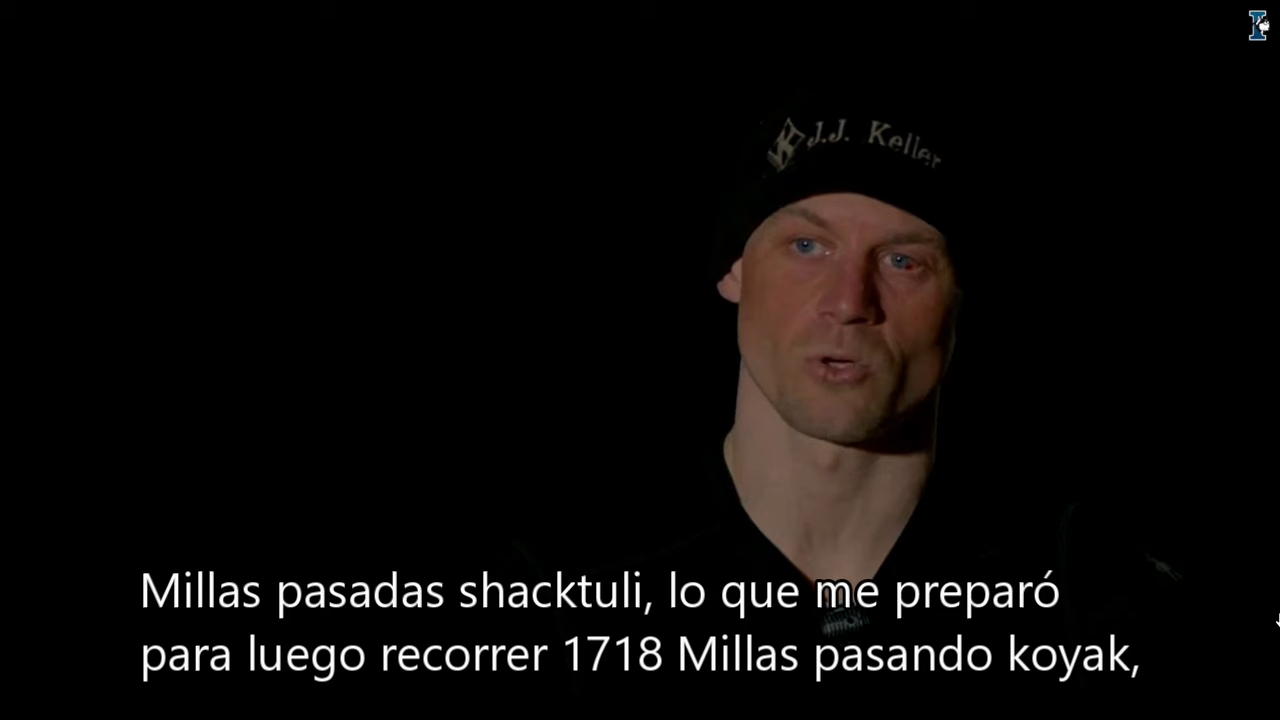 J.J. Keller
Millas pasadas shacktuli, lo que me preparó
para luego recorrer 1718 Millas pasando koyak,